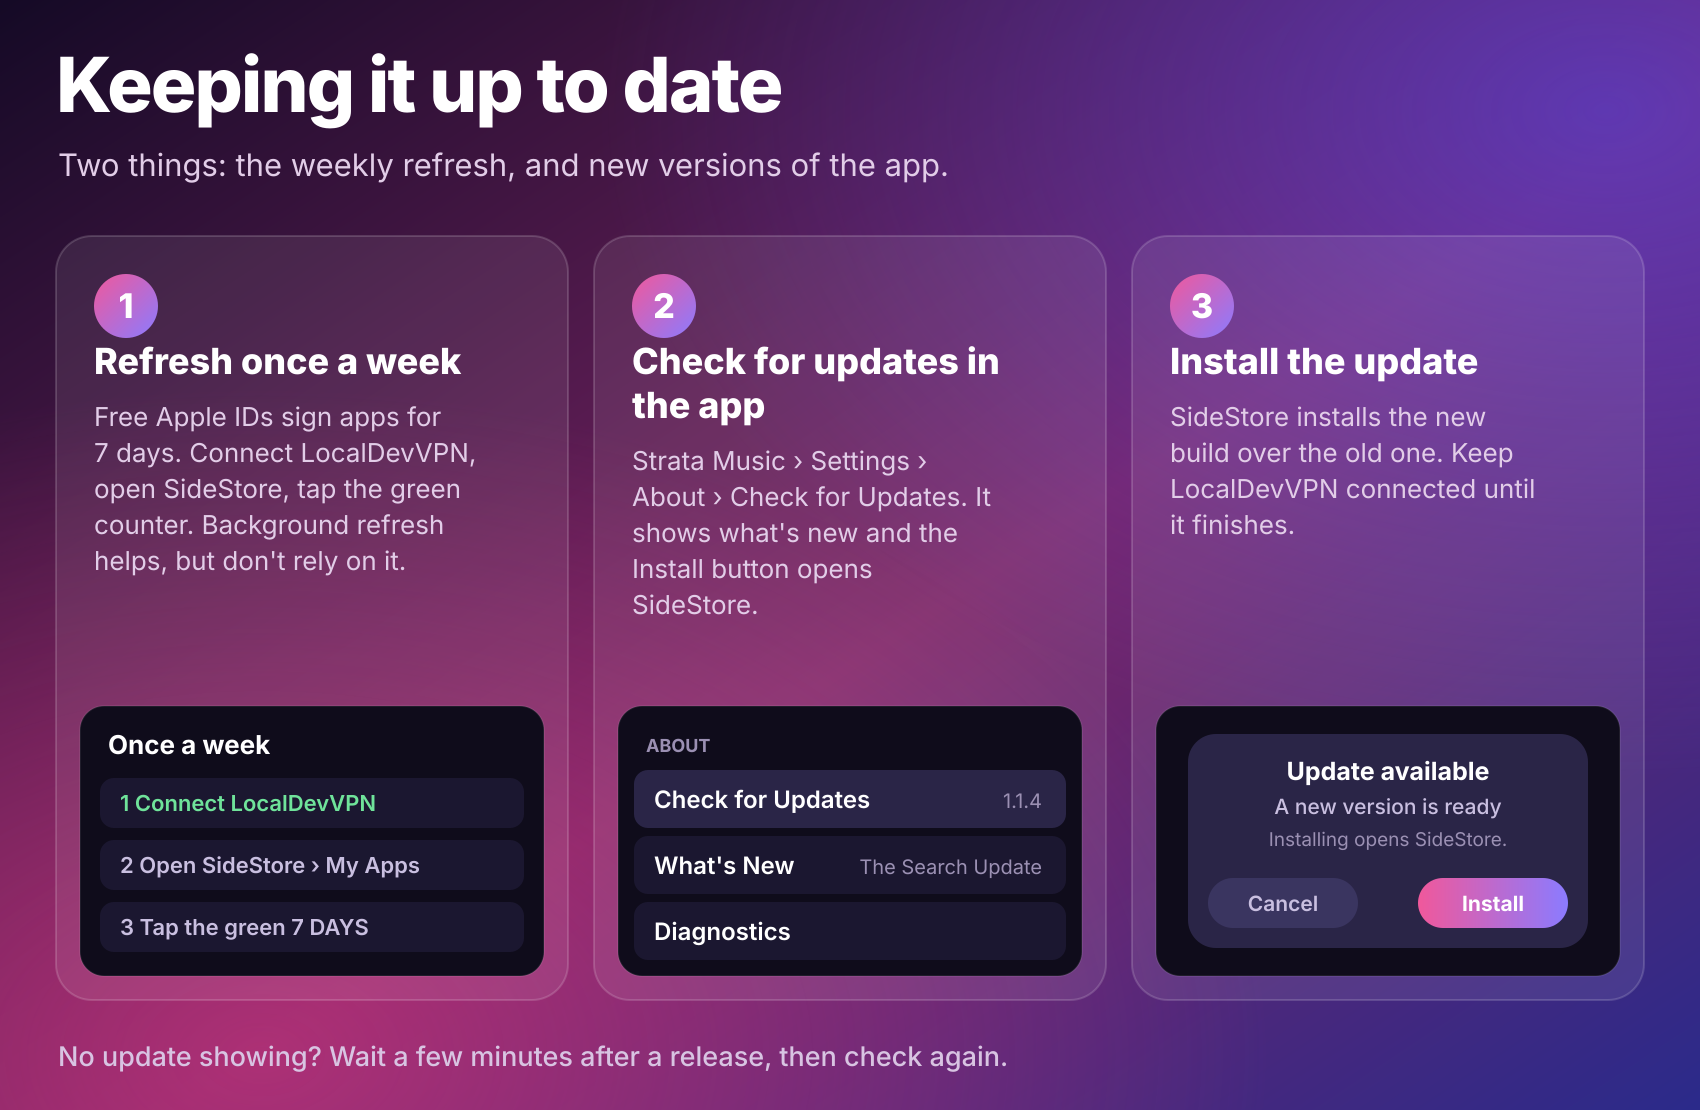 Keeping it up to date
Two things: the weekly refresh, and new versions of the app.
1
Refresh once a week
Free Apple IDs sign apps for
7 days. Connect LocalDevVPN,
open SideStore, tap the green
counter. Background refresh
helps, but don't rely on it.
Once a week
1 Connect LocalDevVPN
2 Open SideStore › My Apps
3 Tap the green 7 DAYS
2
Check for updates in
the app
Strata Music › Settings ›
About › Check for Updates. It
shows what's new and the
Install button opens
SideStore.
ABOUT
Check for Updates 1.1.4
What's New The Search Update
Diagnostics
3
Install the update
SideStore installs the new
build over the old one. Keep
LocalDevVPN connected until
it finishes.
Update available
A new version is ready
Installing opens SideStore.
Cancel Install
No update showing? Wait a few minutes after a release, then check again.